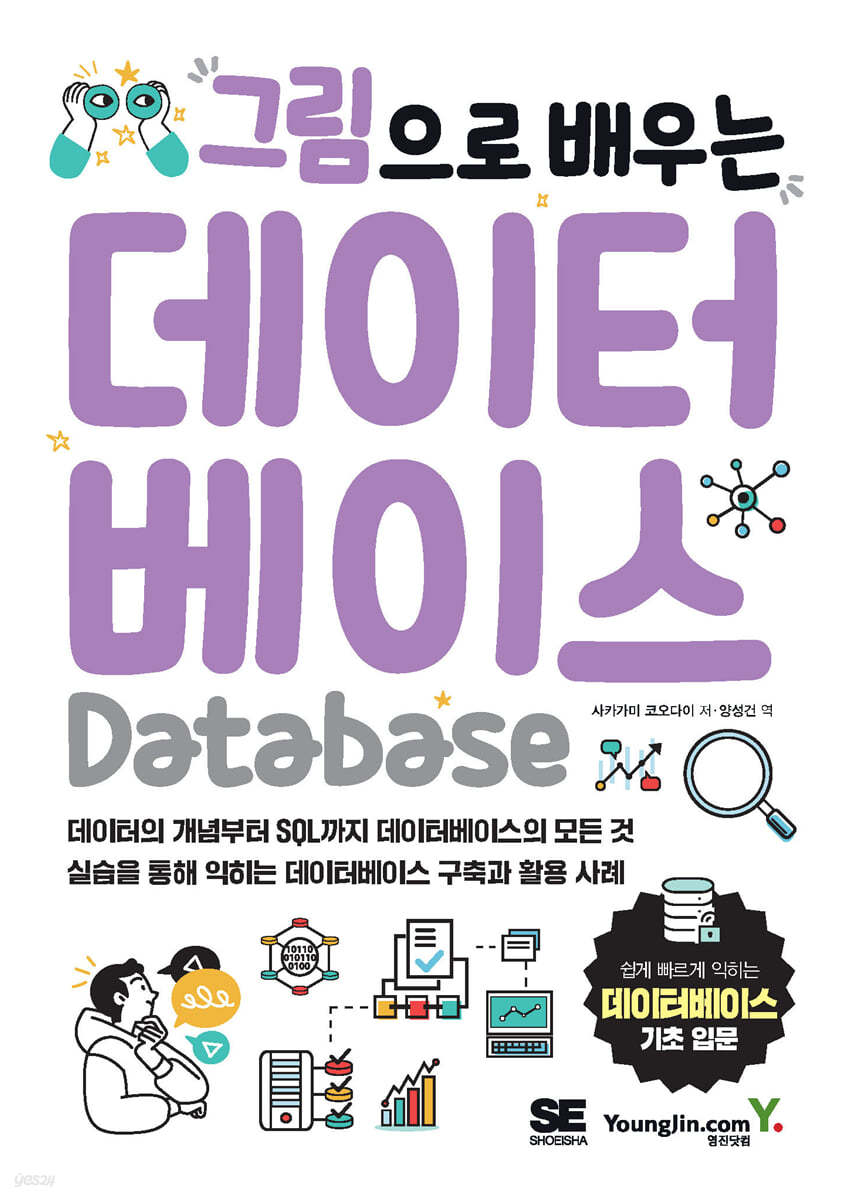 그림으로 배우는
데이터
베이스
Database
사카가미 코오다이 저·양성건 역
데이터의 개념부터 SQL까지 데이터베이스의 모든 것
실습을 통해 익히는 데이터베이스 구축과 활용 사례
10110
010110
0100
쉽게 빠르게 익히는
데이터베이스
기초 입문
SE
SHOEISHA
YoungJin.com Y.
영진닷컴
yes24